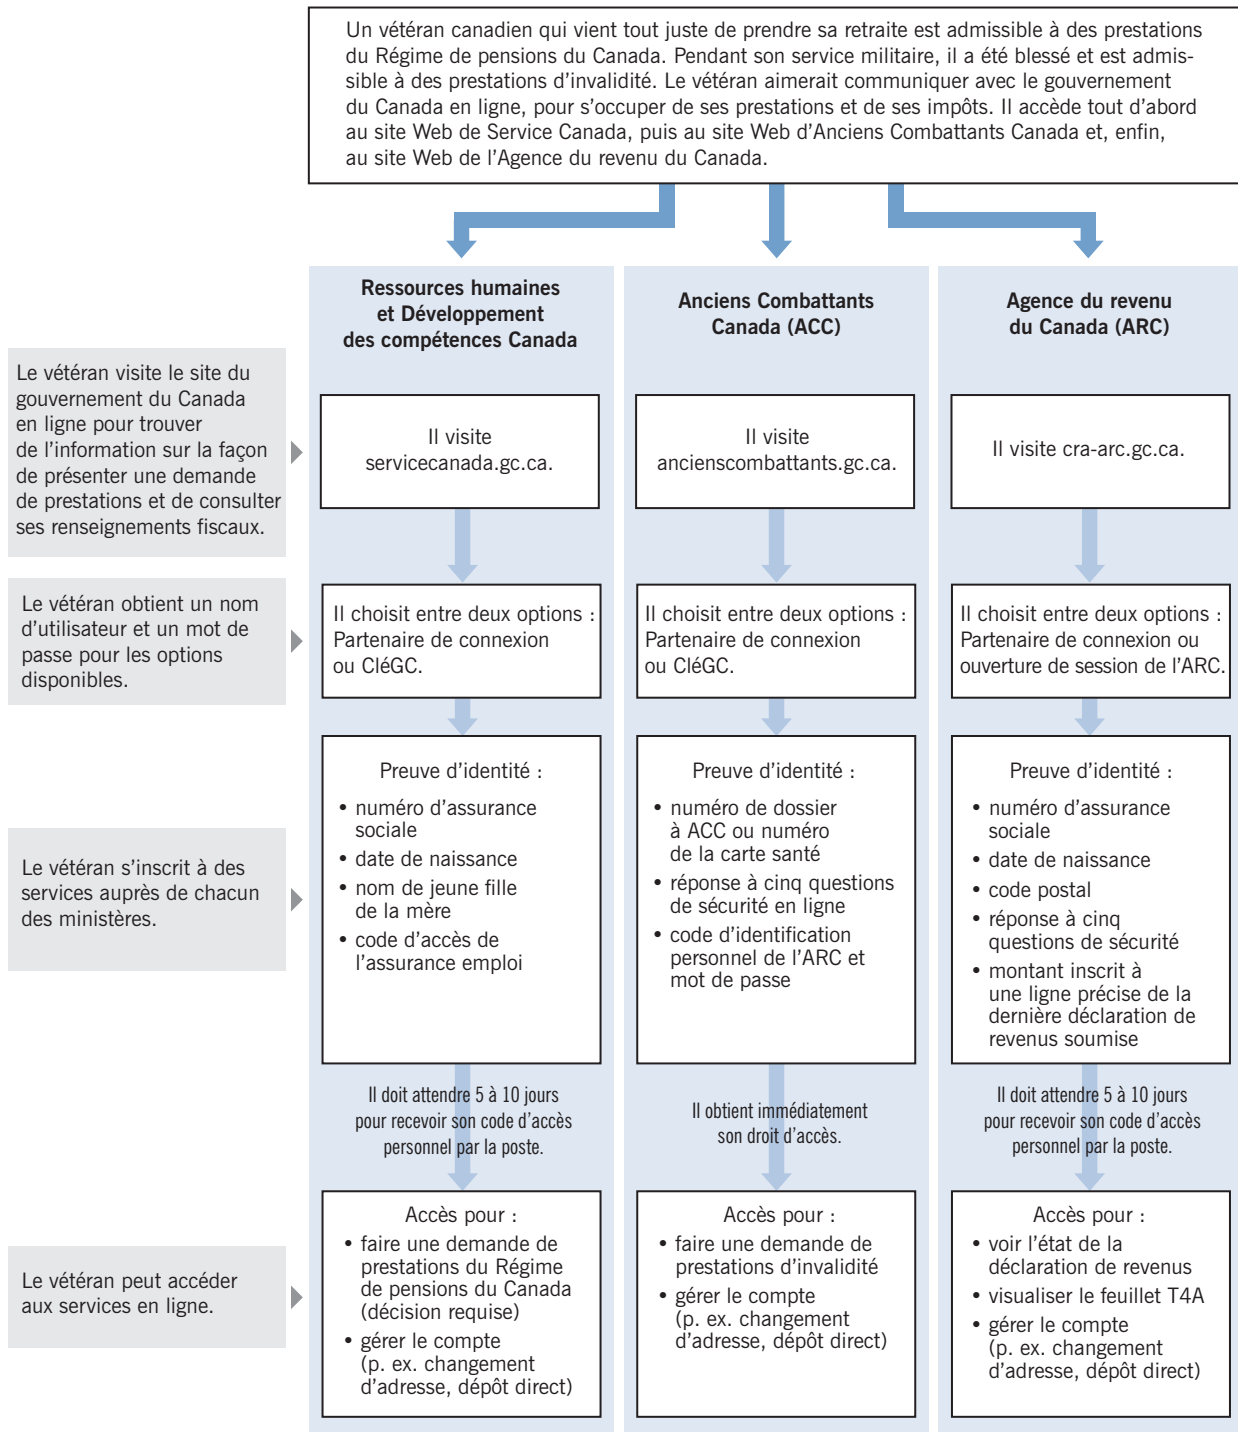 Un vétéran canadien qui vient tout juste de prendre sa retraite est admissible à des prestations
du Régime de pensions du Canada. Pendant son service militaire, il a été blessé et est admis-
sible à des prestations d'invalidité. Le vétéran aimerait communiquer avec le gouvernement
du Canada en ligne, pour s'occuper de ses prestations et de ses impôts. Il accède tout d'abord
au site Web de Service Canada, puis au site Web d'Anciens Combattants Canada et, enfin,
au site Web de l'Agence du revenu du Canada.
Ressources humaines
et Développement
des compétences Canada
Anciens Combattants
Canada (ACC)
Agence du revenu
du Canada (ARC)
Le vétéran visite le site du
gouvernement du Canada
en ligne pour trouver
de l'information sur la façon
de présenter une demande
de prestations et de consulter
ses renseignements fiscaux.
Il visite
servicecanada.gc.ca.
Il visite
ancienscombattants.gc.ca.
Il visite cra-arc.gc.ca.
Le vétéran obtient un nom
d'utilisateur et un mot de
passe pour les options
disponibles.
Il choisit entre deux options :
Partenaire de connexion
ou CléGC.
Il choisit entre deux options :
Partenaire de connexion
ou CléGC.
Il choisit entre deux options :
Partenaire de connexion ou
ouverture de session de l'ARC.
Le vétéran s'inscrit à des
services auprès de chacun
des ministères.
Preuve d'identité :
• numéro d'assurance
sociale
• date de naissance
• nom de jeune fille
de la mère
• code d'accès de
l'assurance emploi
Preuve d'identité :
• numéro de dossier
à ACC ou numéro
de la carte santé
• réponse à cinq questions
de sécurité en ligne
• code d'identification
personnel de l'ARC et
mot de passe
Preuve d'identité :
• numéro d'assurance
sociale
• date de naissance
• code postal
• réponse à cinq
questions de sécurité
• montant inscrit à
une ligne précise de la
dernière déclaration de
revenus soumise
Il doit attendre 5 à 10 jours
pour recevoir son code d'accès
personnel par la poste.
Il obtient immédiatement
son droit d'accès.
Il doit attendre 5 à 10 jours
pour recevoir son code d'accès
personnel par la poste.
Le vétéran peut accéder
aux services en ligne.
Accès pour :
• faire une demande de
prestations du Régime
de pensions du Canada
(décision requise)
• gérer le compte
(p. ex. changement
d'adresse, dépôt direct)
Accès pour :
• faire une demande de
prestations d'invalidité
• gérer le compte
(p. ex. changement
d'adresse, dépôt direct)
Accès pour :
• voir l'état de la
déclaration de revenus
• visualiser le feuillet T4A
• gérer le compte
(p. ex. changement
d'adresse, dépôt direct)